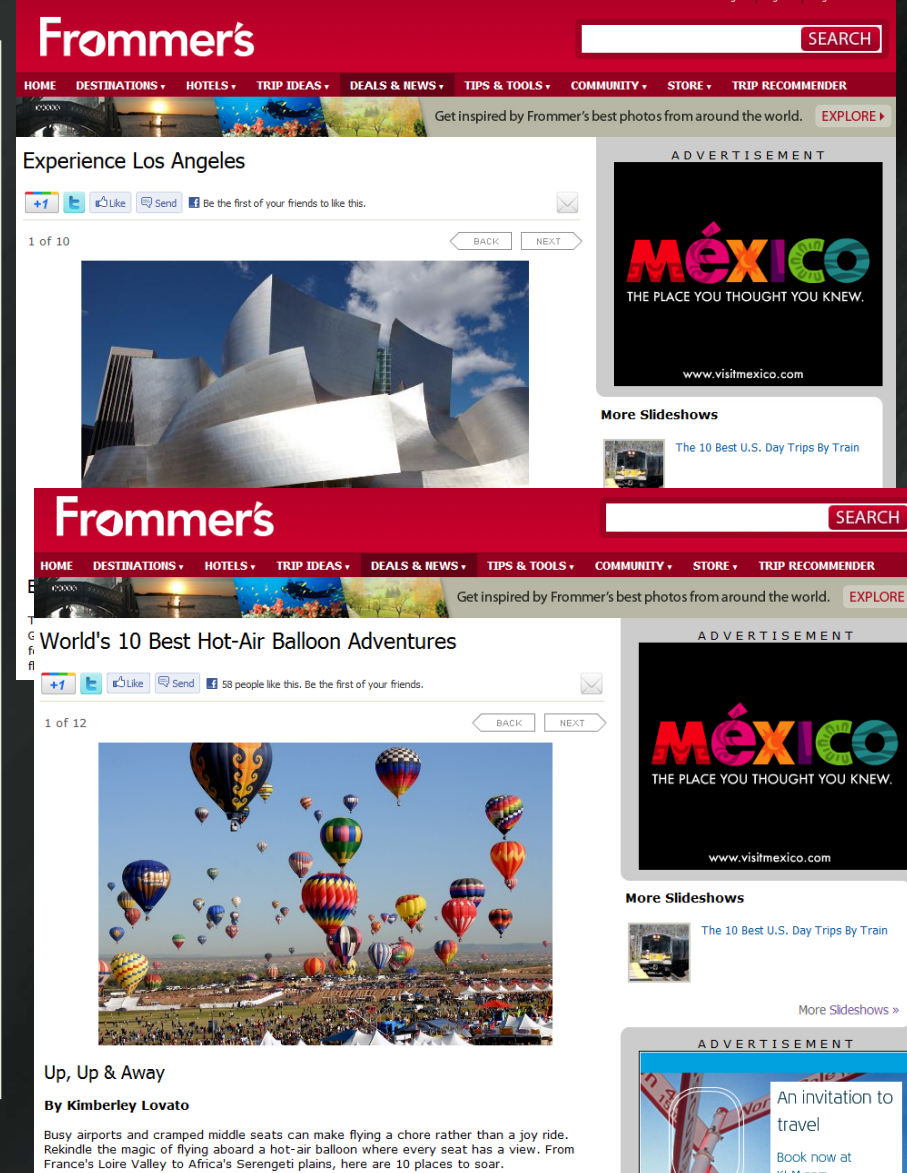 Frommer's
SEARCH
HOME DESTINATIONS HOTELS TRIP IDEAS DEALS & NEWS TIPS & TOOLS COMMUNITY STORE TRIP RECOMMENDER
Get inspired by Frommer's best photos from around the world. EXPLORE
Experience Los Angeles
+1 Like Send Be the first of your friends to like this.
1 of 10
BACK NEXT
ADVERTISEMENT
MéXICO
THE PLACE YOU THOUGHT YOU KNEW.
www.visitmexico.com
More Slideshows
The 10 Best U.S. Day Trips By Train
Frommer's
SEARCH
HOME DESTINATIONS HOTELS TRIP IDEAS DEALS & NEWS TIPS & TOOLS COMMUNITY STORE TRIP RECOMMENDER
Get inspired by Frommer's best photos from around the world. EXPLORE
World's 10 Best Hot-Air Balloon Adventures
+1 Like Send 58 people like this. Be the first of your friends.
1 of 12
BACK NEXT
Up, Up & Away
By Kimberley Lovato
Busy airports and cramped middle seats can make flying a chore rather than a joy ride.
Rekindle the magic of flying aboard a hot-air balloon where every seat has a view. From
France's Loire Valley to Africa's Serengeti plains, here are 10 places to soar.
ADVERTISEMENT
MéXICO
THE PLACE YOU THOUGHT YOU KNEW.
www.visitmexico.com
More Slideshows
The 10 Best U.S. Day Trips By Train
More Slideshows »
ADVERTISEMENT
An invitation to
travel
Book now at